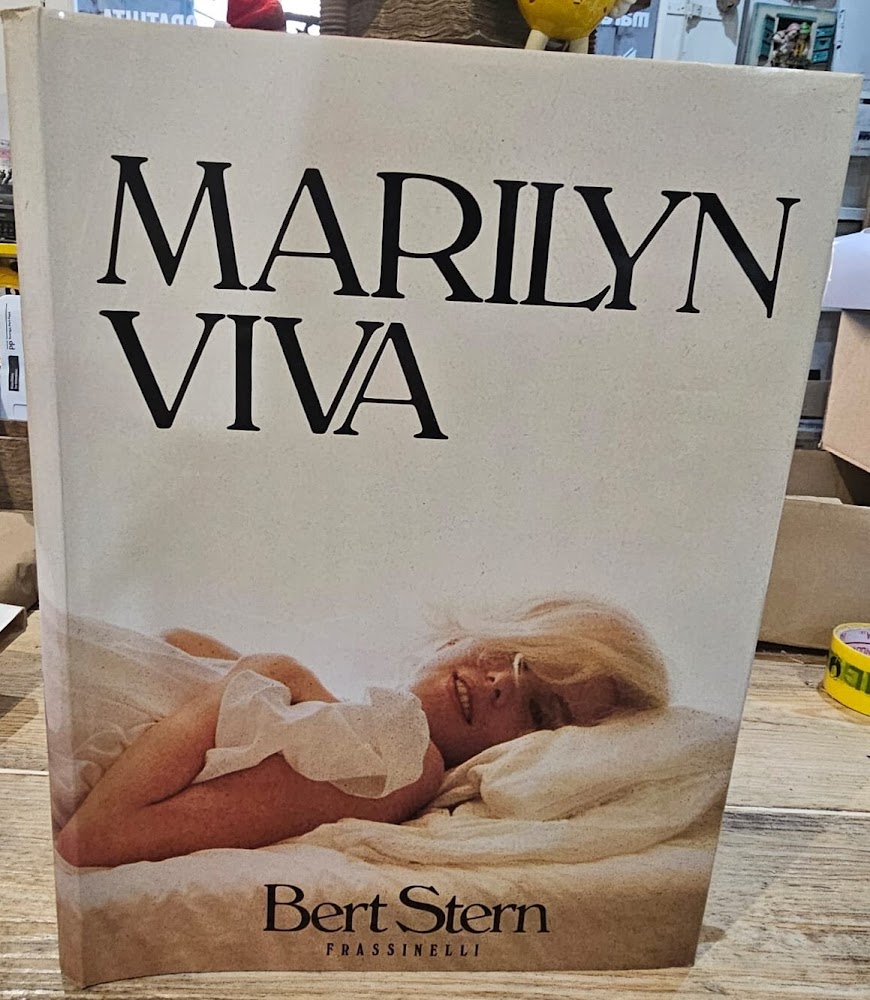 MARILYN
VIVA
Bert Stern
FRASSINELLI